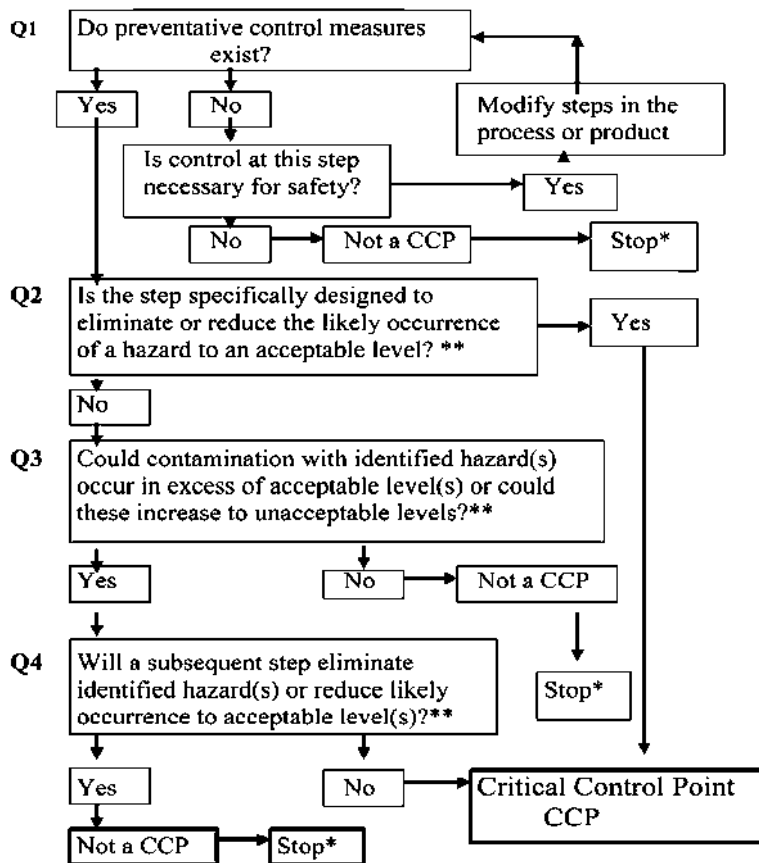 Q1
Do preventative control measures
exist?
Yes
No
Modify steps in the
process or product
Is control at this step
necessary for safety?
Yes
No
Not a CCP
Stop*
Q2
Is the step specifically designed to
eliminate or reduce the likely occurrence
of a hazard to an acceptable level? **
Yes
No
Q3
Could contamination with identified hazard(s)
occur in excess of acceptable level(s) or could
these increase to unacceptable levels?**
Yes
No
Not a CCP
Stop*
Q4
Will a subsequent step eliminate
identified hazard(s) or reduce likely
occurrence to acceptable level(s)?**
Yes
No
Critical Control Point
CCP
Not a CCP
Stop*